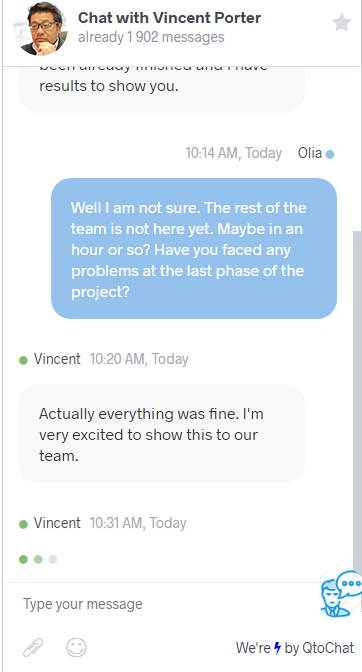 Chat with Vincent Porter
already 1 902 messages
been already finished and I have
results to show you.
10:14 AM, Today Olia
Well I am not sure. The rest of the
team is not here yet. Maybe in an
hour or so? Have you faced any
problems at the last phase of the
project?
Vincent 10:20 AM, Today
Actually everything was fine. I'm
very excited to show this to our
team.
Vincent 10:31 AM, Today
Type your message
We're by QtoChat